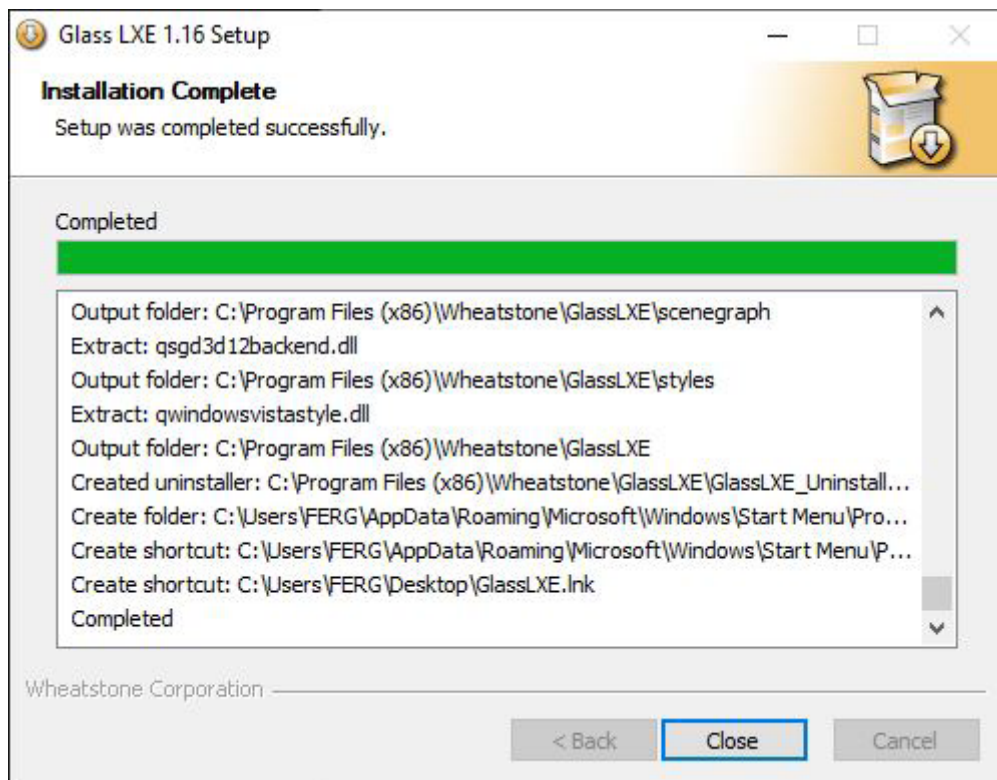 Glass LXE 1.16 Setup
Installation Complete
Setup was completed successfully.
Completed
Output folder: C:\Program Files (x86)\Wheatstone\GlassLXE\scenegraph
Extract: qsgd3d12backend.dll
Output folder: C:\Program Files (x86)\Wheatstone\GlassLXE\styles
Extract: qwindowsvistastyle.dll
Output folder: C:\Program Files (x86)\Wheatstone\GlassLXE
Created uninstaller: C:\Program Files (x86)\Wheatstone\GlassLXE\GlassLXE_Uninstall...
Create folder: C:\Users\FERG\AppData\Roaming\Microsoft\Windows\Start Menu\Pro...
Create shortcut: C:\Users\FERG\AppData\Roaming\Microsoft\Windows\Start Menu\P...
Create shortcut: C:\Users\FERG\Desktop\GlassLXE.lnk
Completed
Wheatstone Corporation
< Back Close Cancel